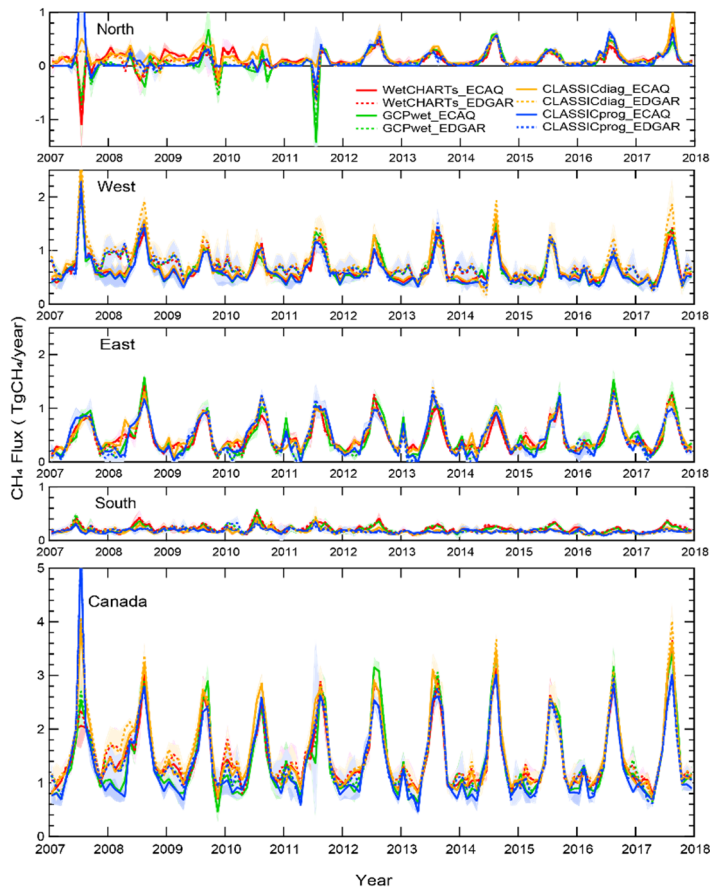 1
North
0
-1
WetCHARTs_ECAQ
WetCHARTs_EDGAR
GCPwet_ECAQ
GCPwet_EDGAR
CLASSICdiag_ECAQ
CLASSICdiag_EDGAR
CLASSICprog_ECAQ
CLASSICprog_EDGAR
2007 2008 2009 2010 2011 2012 2013 2014 2015 2016 2017 2018
West
2
1
0
2007 2008 2009 2010 2011 2012 2013 2014 2015 2016 2017 2018
East
2
1
0
2007 2008 2009 2010 2011 2012 2013 2014 2015 2016 2017 2018
CH₄ Flux ( TgCH₄/year)
1
South
0
2007 2008 2009 2010 2011 2012 2013 2014 2015 2016 2017 2018
5
Canada
4
3
2
1
0
2007 2008 2009 2010 2011 2012 2013 2014 2015 2016 2017 2018
Year